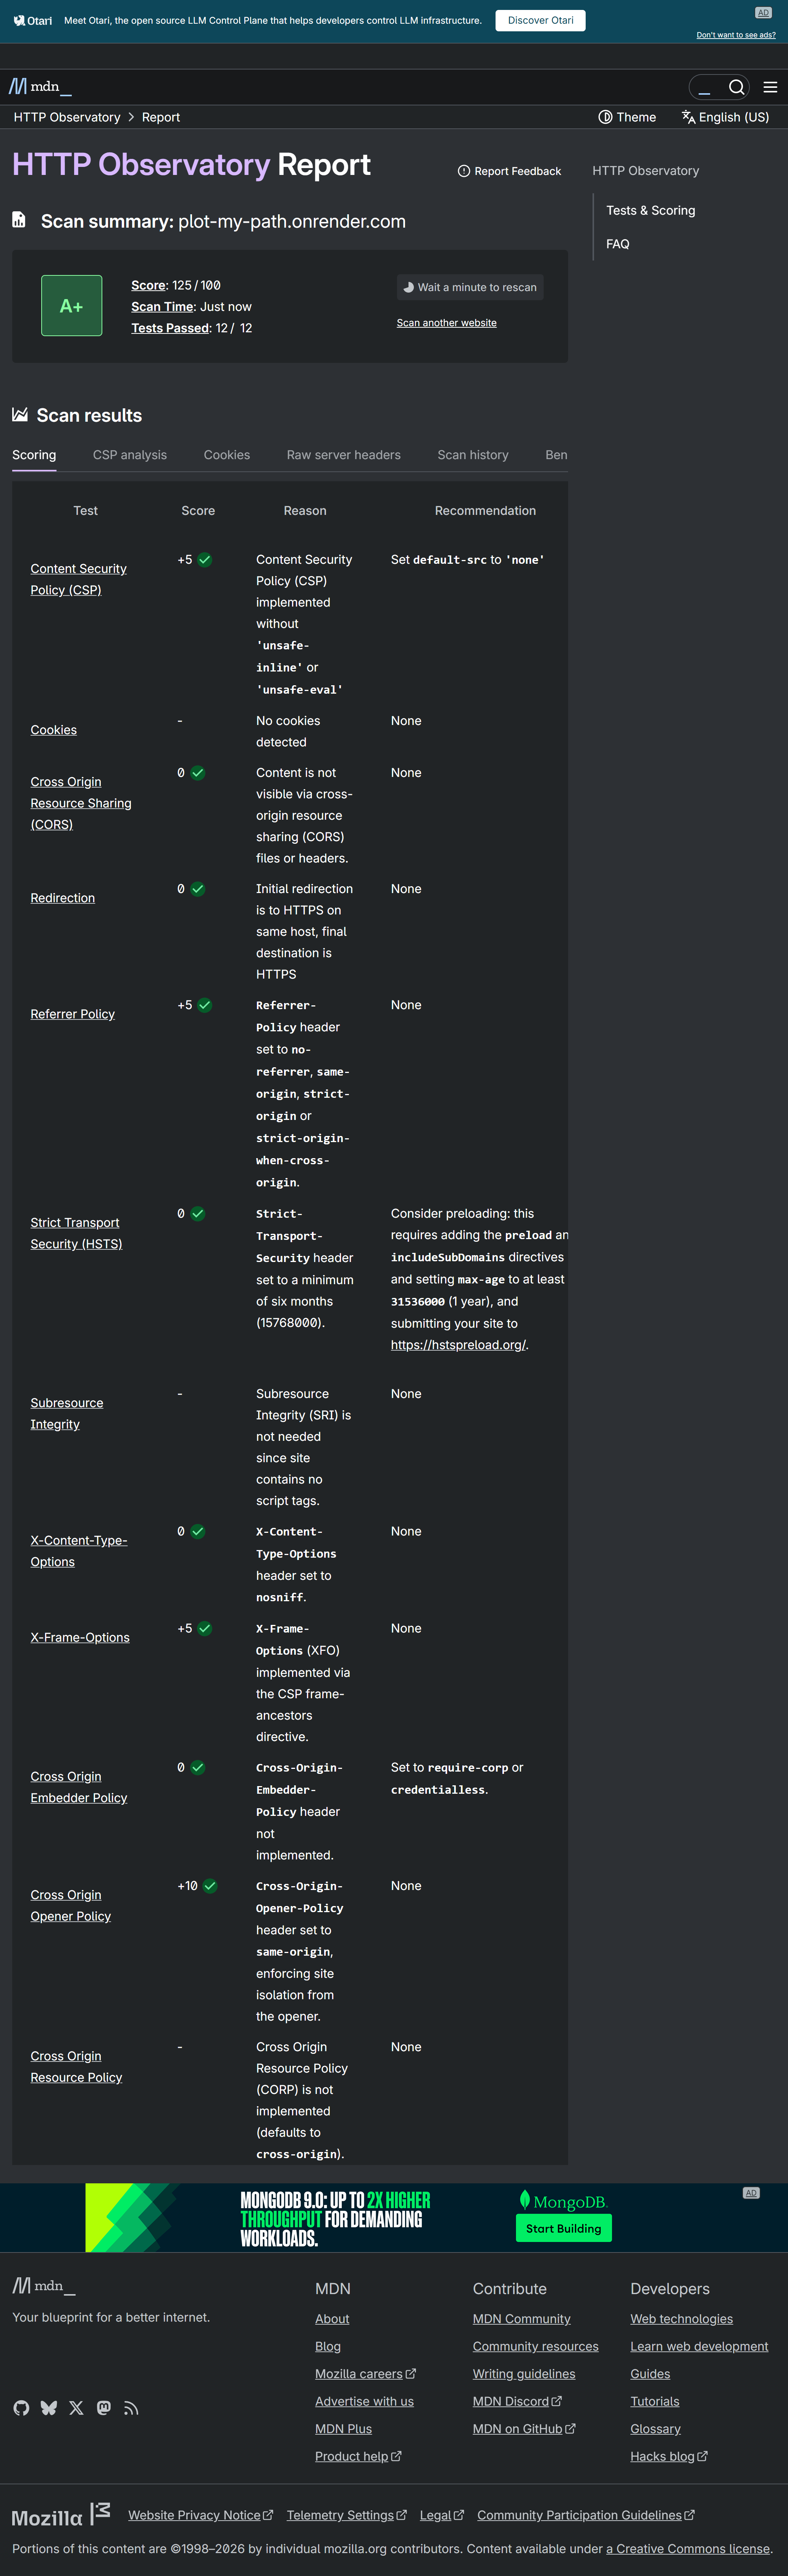 Otari Meet Otari, the open source LLM Control Plane that helps developers control LLM infrastructure. Discover Otari AD
Don't want to see ads?
mdn_
HTTP Observatory > Report Theme English (US)
HTTP Observatory Report
Report Feedback
HTTP Observatory
Tests & Scoring
FAQ
Scan summary: plot-my-path.onrender.com
A+
Score: 125 / 100
Scan Time: Just now
Tests Passed: 12 / 12
Wait a minute to rescan
Scan another website
Scan results
Scoring CSP analysis Cookies Raw server headers Scan history Ben
Test Score Reason Recommendation
Content Security
Policy (CSP)
+5
Content Security
Policy (CSP)
implemented
without
'unsafe-
inline' or
'unsafe-eval'
Set default-src to 'none'
Cookies
-
No cookies
detected
None
Cross Origin
Resource Sharing
(CORS)
0
Content is not
visible via cross-
origin resource
sharing (CORS)
files or headers.
None
Redirection
0
Initial redirection
is to HTTPS on
same host, final
destination is
HTTPS
None
Referrer Policy
+5
Referrer-
Policy header
set to no-
referrer, same-
origin, strict-
origin or
strict-origin-
when-cross-
origin.
None
Strict Transport
Security (HSTS)
0
Strict-
Transport-
Security header
set to a minimum
of six months
(15768000).
Consider preloading: this
requires adding the preload an
includeSubDomains directives
and setting max-age to at least
31536000 (1 year), and
submitting your site to
https://hstspreload.org/.
Subresource
Integrity
-
Subresource
Integrity (SRI) is
not needed
since site
contains no
script tags.
None
X-Content-Type-
Options
0
X-Content-
Type-Options
header set to
nosniff.
None
X-Frame-Options
+5
X-Frame-
Options (XFO)
implemented via
the CSP frame-
ancestors
directive.
None
Cross Origin
Embedder Policy
0
Cross-Origin-
Embedder-
Policy header
not
implemented.
Set to require-corp or
credentialless.
Cross Origin
Opener Policy
+10
Cross-Origin-
Opener-Policy
header set to
same-origin,
enforcing site
isolation from
the opener.
None
Cross Origin
Resource Policy
-
Cross Origin
Resource Policy
(CORP) is not
implemented
(defaults to
cross-origin).
None
MONGODB 9.0: UP TO 2X HIGHER
THROUGHPUT FOR DEMANDING
WORKLOADS.
MongoDB.
Start Building
AD
mdn_
Your blueprint for a better internet.
MDN
About
Blog
Mozilla careers
Advertise with us
MDN Plus
Product help
Contribute
MDN Community
Community resources
Writing guidelines
MDN Discord
MDN on GitHub
Developers
Web technologies
Learn web development
Guides
Tutorials
Glossary
Hacks blog
Mozilla
Website Privacy Notice Telemetry Settings Legal Community Participation Guidelines
Portions of this content are ©1998–2026 by individual mozilla.org contributors. Content available under a Creative Commons license.